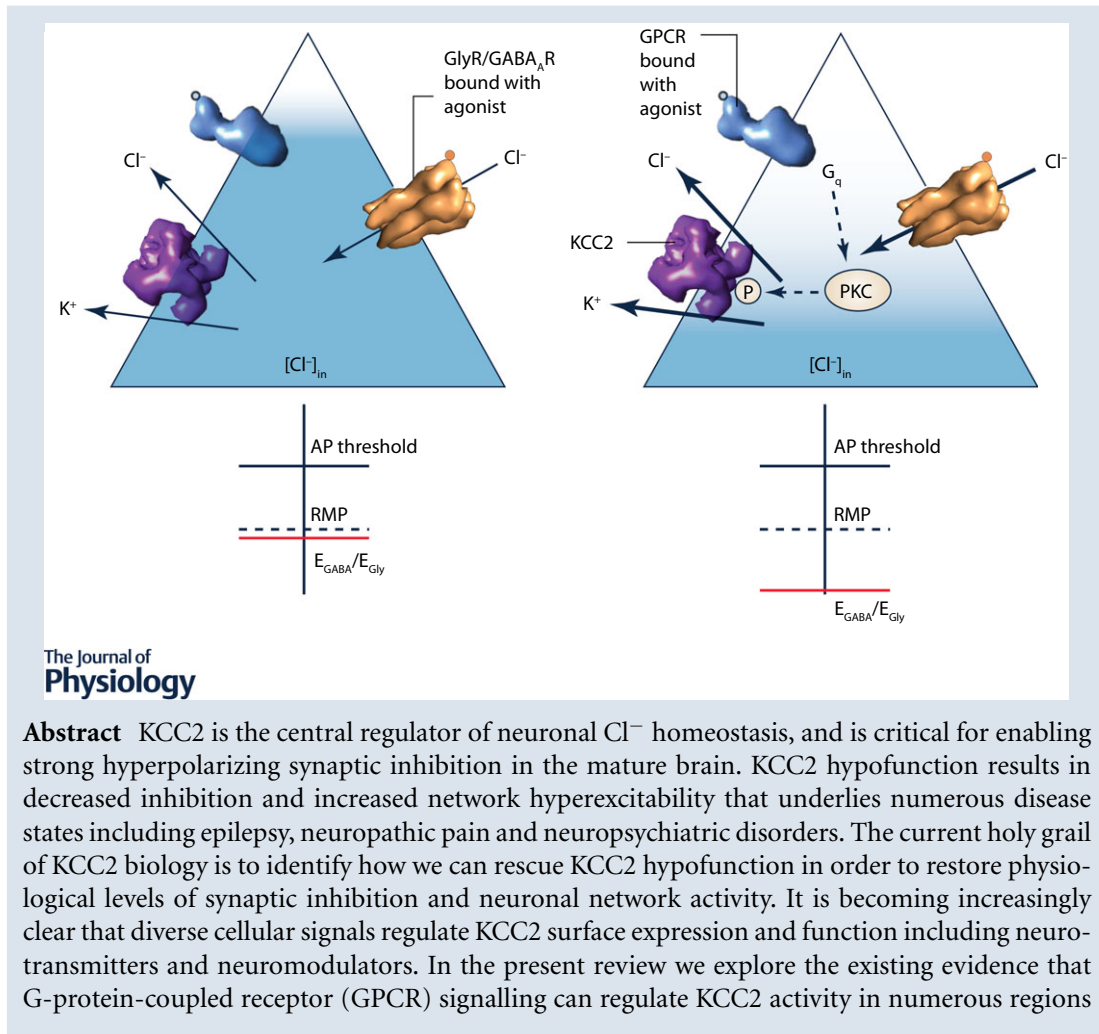 GlyR/GABA_AR
bound with
agonist
Cl⁻
Cl⁻
K⁺
[Cl⁻]in
AP threshold
RMP
E_GABA/E_Gly
GPCR
bound
with
agonist
Cl⁻
Cl⁻
G_q
KCC2
P
PKC
K⁺
[Cl⁻]in
AP threshold
RMP
E_GABA/E_Gly
The Journal of
Physiology
Abstract KCC2 is the central regulator of neuronal Cl⁻ homeostasis, and is critical for enabling
strong hyperpolarizing synaptic inhibition in the mature brain. KCC2 hypofunction results in
decreased inhibition and increased network hyperexcitability that underlies numerous disease
states including epilepsy, neuropathic pain and neuropsychiatric disorders. The current holy grail
of KCC2 biology is to identify how we can rescue KCC2 hypofunction in order to restore physio-
logical levels of synaptic inhibition and neuronal network activity. It is becoming increasingly
clear that diverse cellular signals regulate KCC2 surface expression and function including neuro-
transmitters and neuromodulators. In the present review we explore the existing evidence that
G-protein-coupled receptor (GPCR) signalling can regulate KCC2 activity in numerous regions